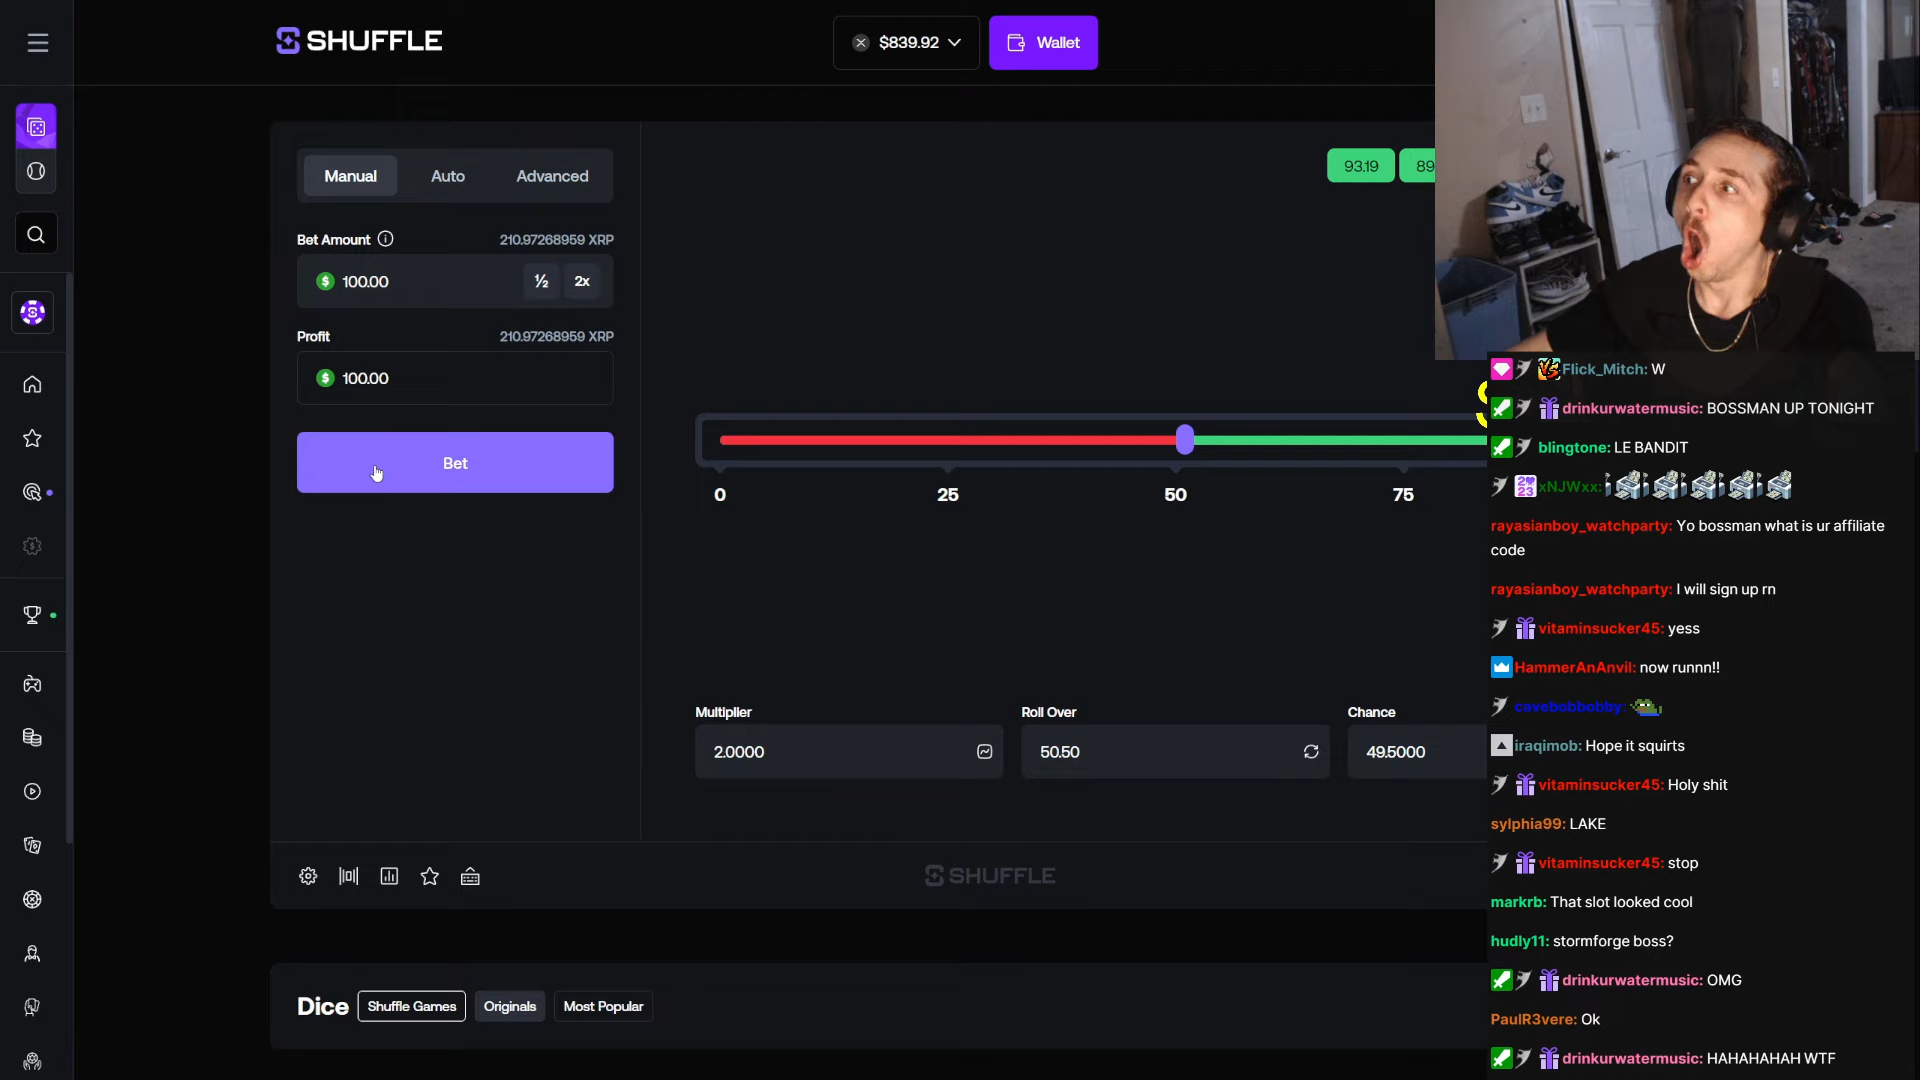 SHUFFLE
$839.92
Wallet
Manual
Auto
Advanced
93.19
89
Bet Amount
210.97268959 XRP
$ 100.00
½
2x
Profit
210.97268959 XRP
$ 100.00
Bet
0
25
50
75
Multiplier
Roll Over
Chance
2.0000
50.50
49.5000
SHUFFLE
Dice
Shuffle Games
Originals
Most Popular
Flick_Mitch: W
drinkurwatermusic: BOSSMAN UP TONIGHT
blingtone: LE BANDIT
xNJWxx:
rayasianboy_watchparty: Yo bossman what is ur affiliate
code
rayasianboy_watchparty: I will sign up rn
vitaminsucker45: yess
HammerAnAnvil: now runnn!!
cavebobbobby:
iraqimob: Hope it squirts
vitaminsucker45: Holy shit
sylphia99: LAKE
vitaminsucker45: stop
markrb: That slot looked cool
hudly11: stormforge boss?
drinkurwatermusic: OMG
PaulR3vere: Ok
drinkurwatermusic: HAHAHAHAH WTF